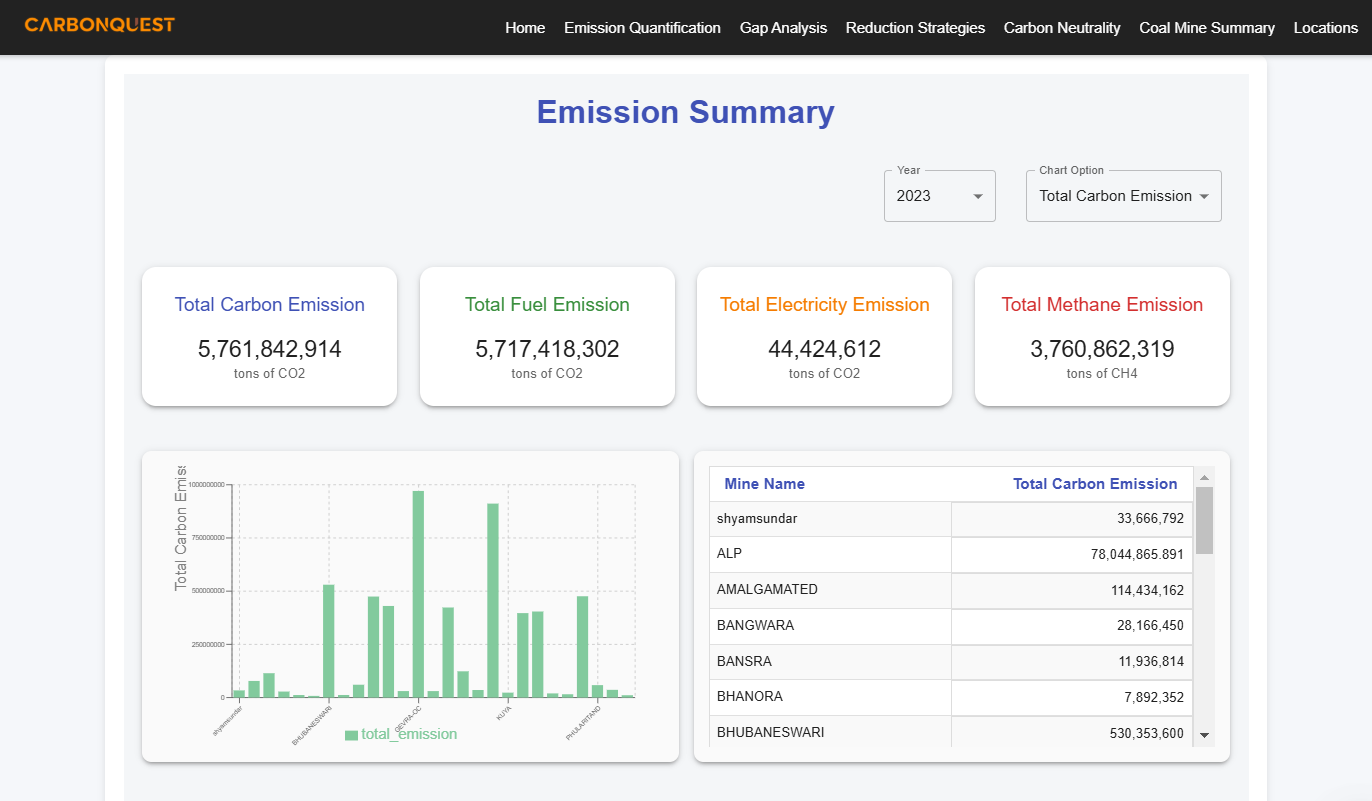 CARBONQUEST
Home Emission Quantification Gap Analysis Reduction Strategies Carbon Neutrality Coal Mine Summary Locations
Emission Summary
Year
2023
Chart Option
Total Carbon Emission
Total Carbon Emission
5,761,842,914
tons of CO2
Total Fuel Emission
5,717,418,302
tons of CO2
Total Electricity Emission
44,424,612
tons of CO2
Total Methane Emission
3,760,862,319
tons of CH4
Total Carbon Emiss
1000000000
750000000
500000000
250000000
0
shyamsundar
BHUBANESWARI
GEVRA-OC
KUYA
PHULARITAND
total_emission
Mine Name Total Carbon Emission
shyamsundar 33,666,792
ALP 78,044,865.891
AMALGAMATED 114,434,162
BANGWARA 28,166,450
BANSRA 11,936,814
BHANORA 7,892,352
BHUBANESWARI 530,353,600